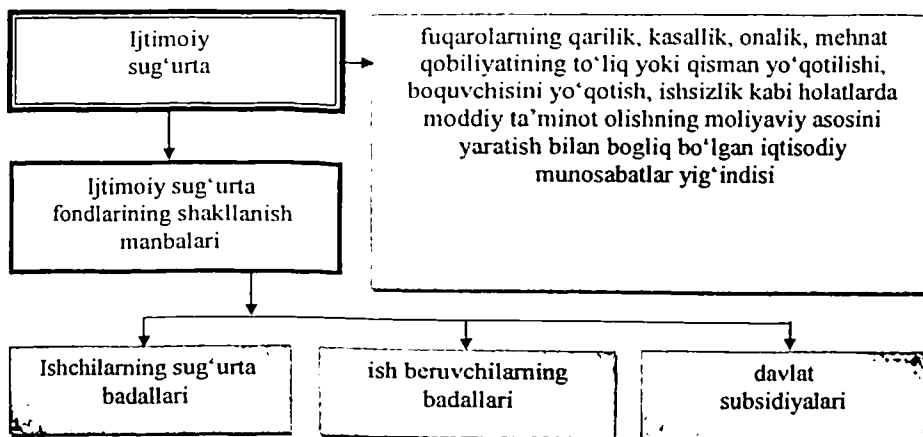 Ijtimoiy
sug‘urta
fuqarolarning qarilik, kasallik, onalik, mehnat
qobiliyatining to‘liq yoki qisman yo‘qotilishi,
boquvchisini yo‘qotish, ishsizlik kabi holatlarda
moddiy ta’minot olishning moliyaviy asosini
yaratish bilan bogliq bo‘lgan iqtisodiy
munosabatlar yig‘indisi
Ijtimoiy sug‘urta
fondlarining shakllanish
manbalari
Ishchilarning sug‘urta
badallari
ish beruvchilarning
badallari
davlat
subsidiyalari